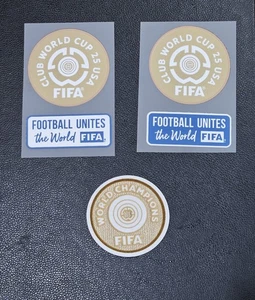 CLUB WORLD CUP 25 USA
FIFA
FOOTBALL UNITES
the World FIFA
CLUB WORLD CUP 25 USA
FIFA
FOOTBALL UNITES
the World FIFA
WORLD CHAMPIONS
FIFA